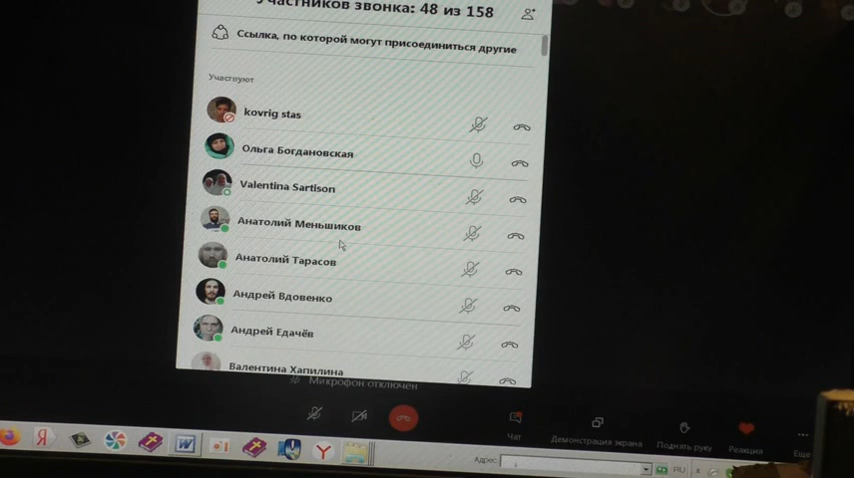 Участников звонка: 48 из 158
Ссылка, по которой могут присоединиться другие
Участвуют
kovrig stas
Ольга Богдановская
Valentina Sartison
Анатолий Меньшиков
Анатолий Тарасов
Андрей Вдовенко
Андрей Едачёв
Валентина Хапилина
Микрофон отключен
Чат
Демонстрация экрана
Поднять руку
Реакция
Еще
Адрес
RU